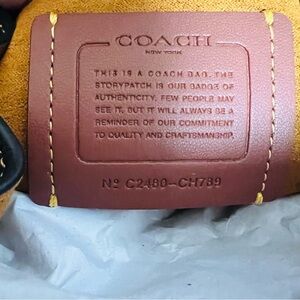 COACH
NEW YORK
THIS IS A COACH BAG. THE
STORYPATCH IS OUR BADGE OF
AUTHENTICITY. FEW PEOPLE MAY
SEE IT, BUT IT WILL ALWAYS BE A
REMINDER OF OUR COMMITMENT
TO QUALITY AND CRAFTSMANSHIP.
Nº C2480-CH789